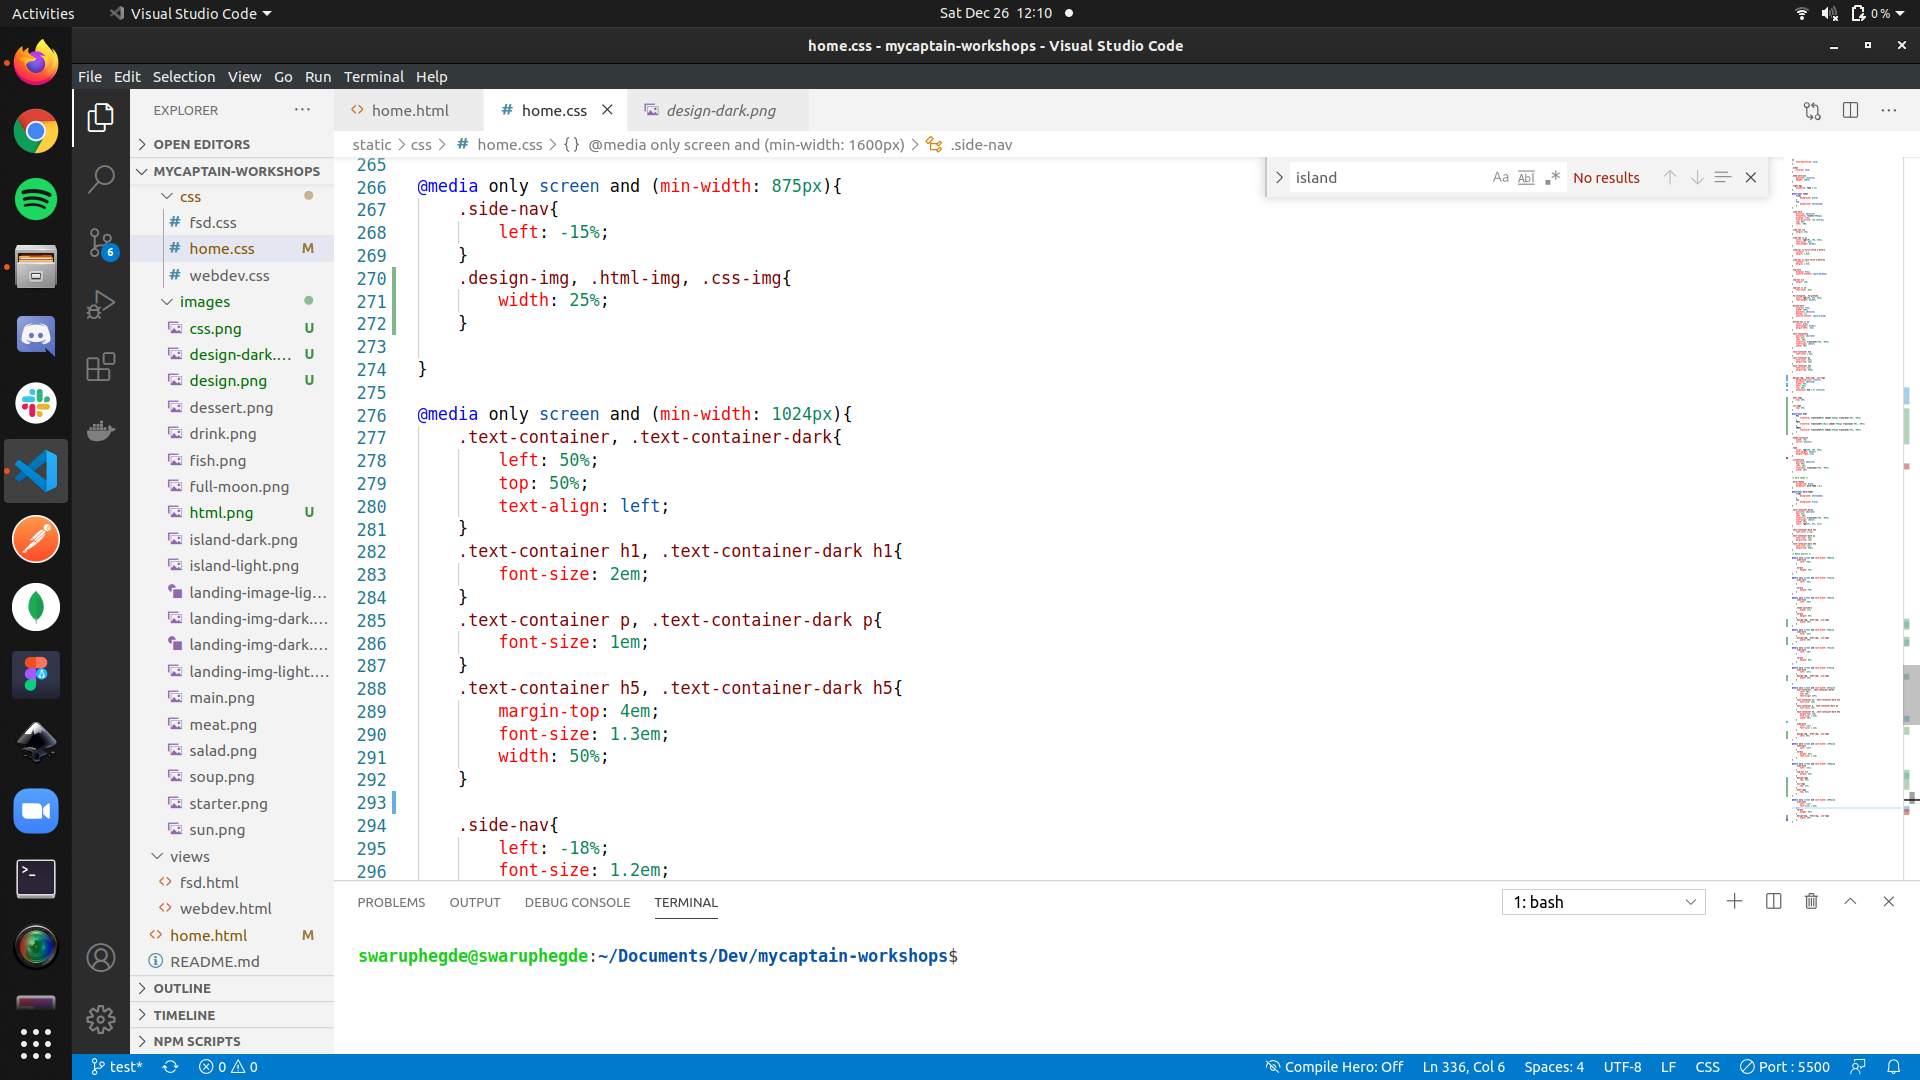 Activities
Visual Studio Code
Sat Dec 26 12:10
0 %
home.css - mycaptain-workshops - Visual Studio Code
File Edit Selection View Go Run Terminal Help
EXPLORER
home.html
# home.css
design-dark.png
OPEN EDITORS
static > css > # home.css > {} @media only screen and (min-width: 1600px) > .side-nav
MYCAPTAIN-WORKSHOPS
css
# fsd.css
# home.css M
# webdev.css
images
css.png U
design-dark.... U
design.png U
dessert.png
drink.png
fish.png
full-moon.png
html.png U
island-dark.png
island-light.png
landing-image-lig...
landing-img-dark....
landing-img-dark....
landing-img-light....
main.png
meat.png
salad.png
soup.png
starter.png
sun.png
views
fsd.html
webdev.html
home.html M
README.md
OUTLINE
TIMELINE
NPM SCRIPTS
6
island
Aa Abl .*
No results
265
266 @media only screen and (min-width: 875px){
267 .side-nav{
268 left: -15%;
269 }
270 .design-img, .html-img, .css-img{
271 width: 25%;
272 }
273
274 }
275
276 @media only screen and (min-width: 1024px){
277 .text-container, .text-container-dark{
278 left: 50%;
279 top: 50%;
280 text-align: left;
281 }
282 .text-container h1, .text-container-dark h1{
283 font-size: 2em;
284 }
285 .text-container p, .text-container-dark p{
286 font-size: 1em;
287 }
288 .text-container h5, .text-container-dark h5{
289 margin-top: 4em;
290 font-size: 1.3em;
291 width: 50%;
292 }
293
294 .side-nav{
295 left: -18%;
296 font-size: 1.2em;
PROBLEMS OUTPUT DEBUG CONSOLE TERMINAL
1: bash
swaruphegde@swaruphegde:~/Documents/Dev/mycaptain-workshops$
test* 0 0
Compile Hero: Off Ln 336, Col 6 Spaces: 4 UTF-8 LF CSS Port : 5500